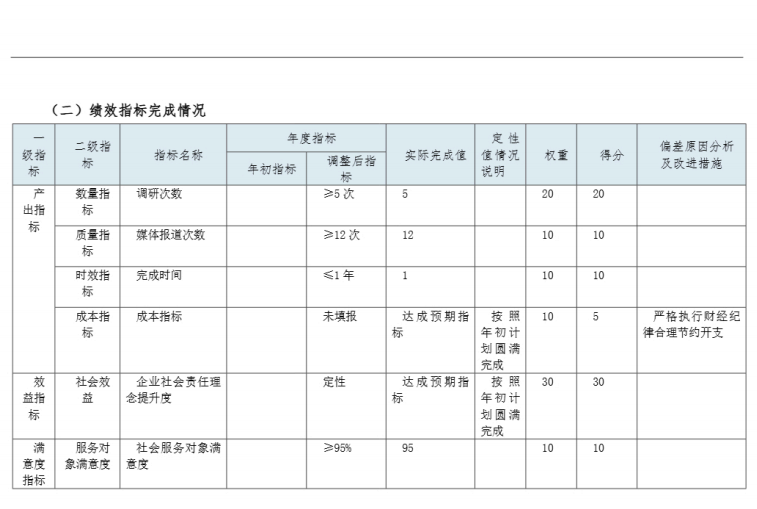 （二）绩效指标完成情况
一级指标 二级指标 指标名称 年度指标 实际完成值 定性值情况说明 权重 得分 偏差原因分析及改进措施
年初指标 调整后指标
产出指标 数量指标 调研次数 ≥5 次 5 20 20
质量指标 媒体报道次数 ≥12 次 12 10 10
时效指标 完成时间 ≤1 年 1 10 10
成本指标 成本指标 未填报 达成预期指标 按照年初计划圆满完成 10 5 严格执行财经纪律合理节约开支
效益指标 社会效益 企业社会责任理念提升度 定性 达成预期指标 按照年初计划圆满完成 30 30
满意度指标 服务对象满意度 社会服务对象满意度 ≥95% 95 10 10